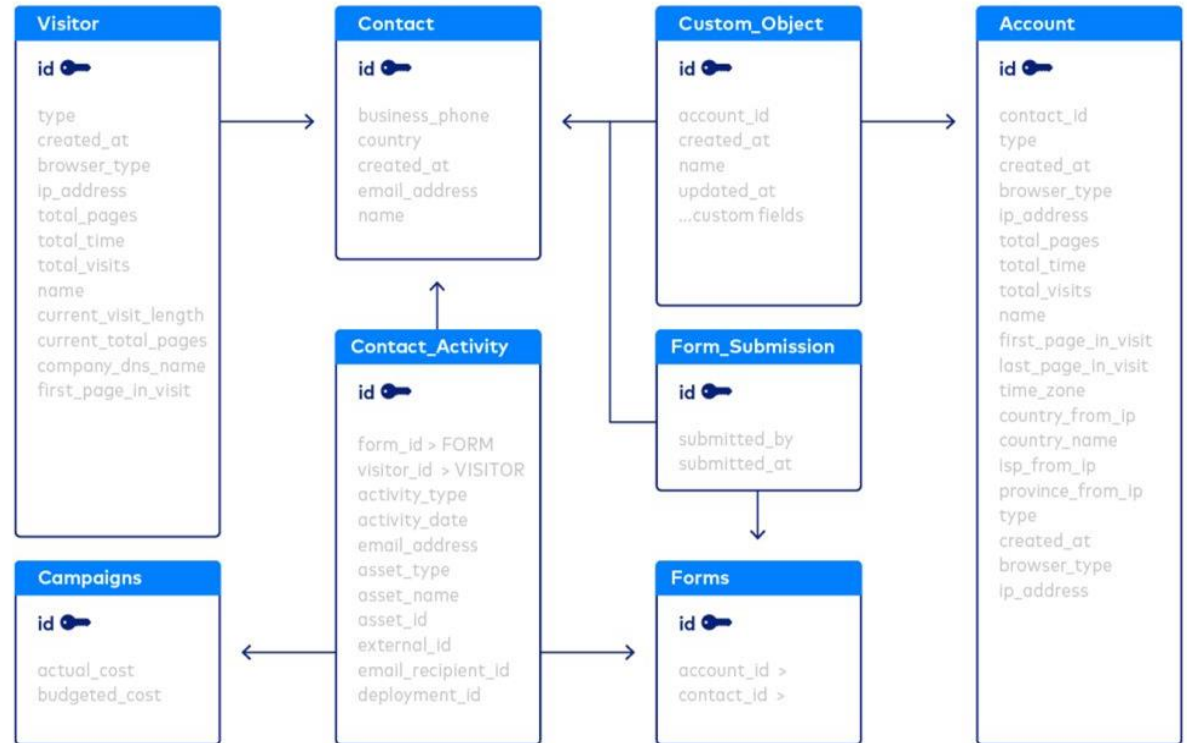 Visitor
id
type
created_at
browser_type
ip_address
total_pages
total_time
total_visits
name
current_visit_length
current_total_pages
company_dns_name
first_page_in_visit
Contact
id
business_phone
country
created_at
email_address
name
Custom_Object
id
account_id
created_at
name
updated_at
...custom fields
Account
id
contact_id
type
created_at
browser_type
ip_address
total_pages
total_time
total_visits
name
first_page_in_visit
last_page_in_visit
time_zone
country_from_ip
country_name
isp_from_ip
province_from_ip
type
created_at
browser_type
ip_address
Contact_Activity
id
form_id > FORM
visitor_id > VISITOR
activity_type
activity_date
email_address
asset_type
asset_name
asset_id
external_id
email_recipient_id
deployment_id
Form_Submission
id
submitted_by
submitted_at
Campaigns
id
actual_cost
budgeted_cost
Forms
id
account_id >
contact_id >